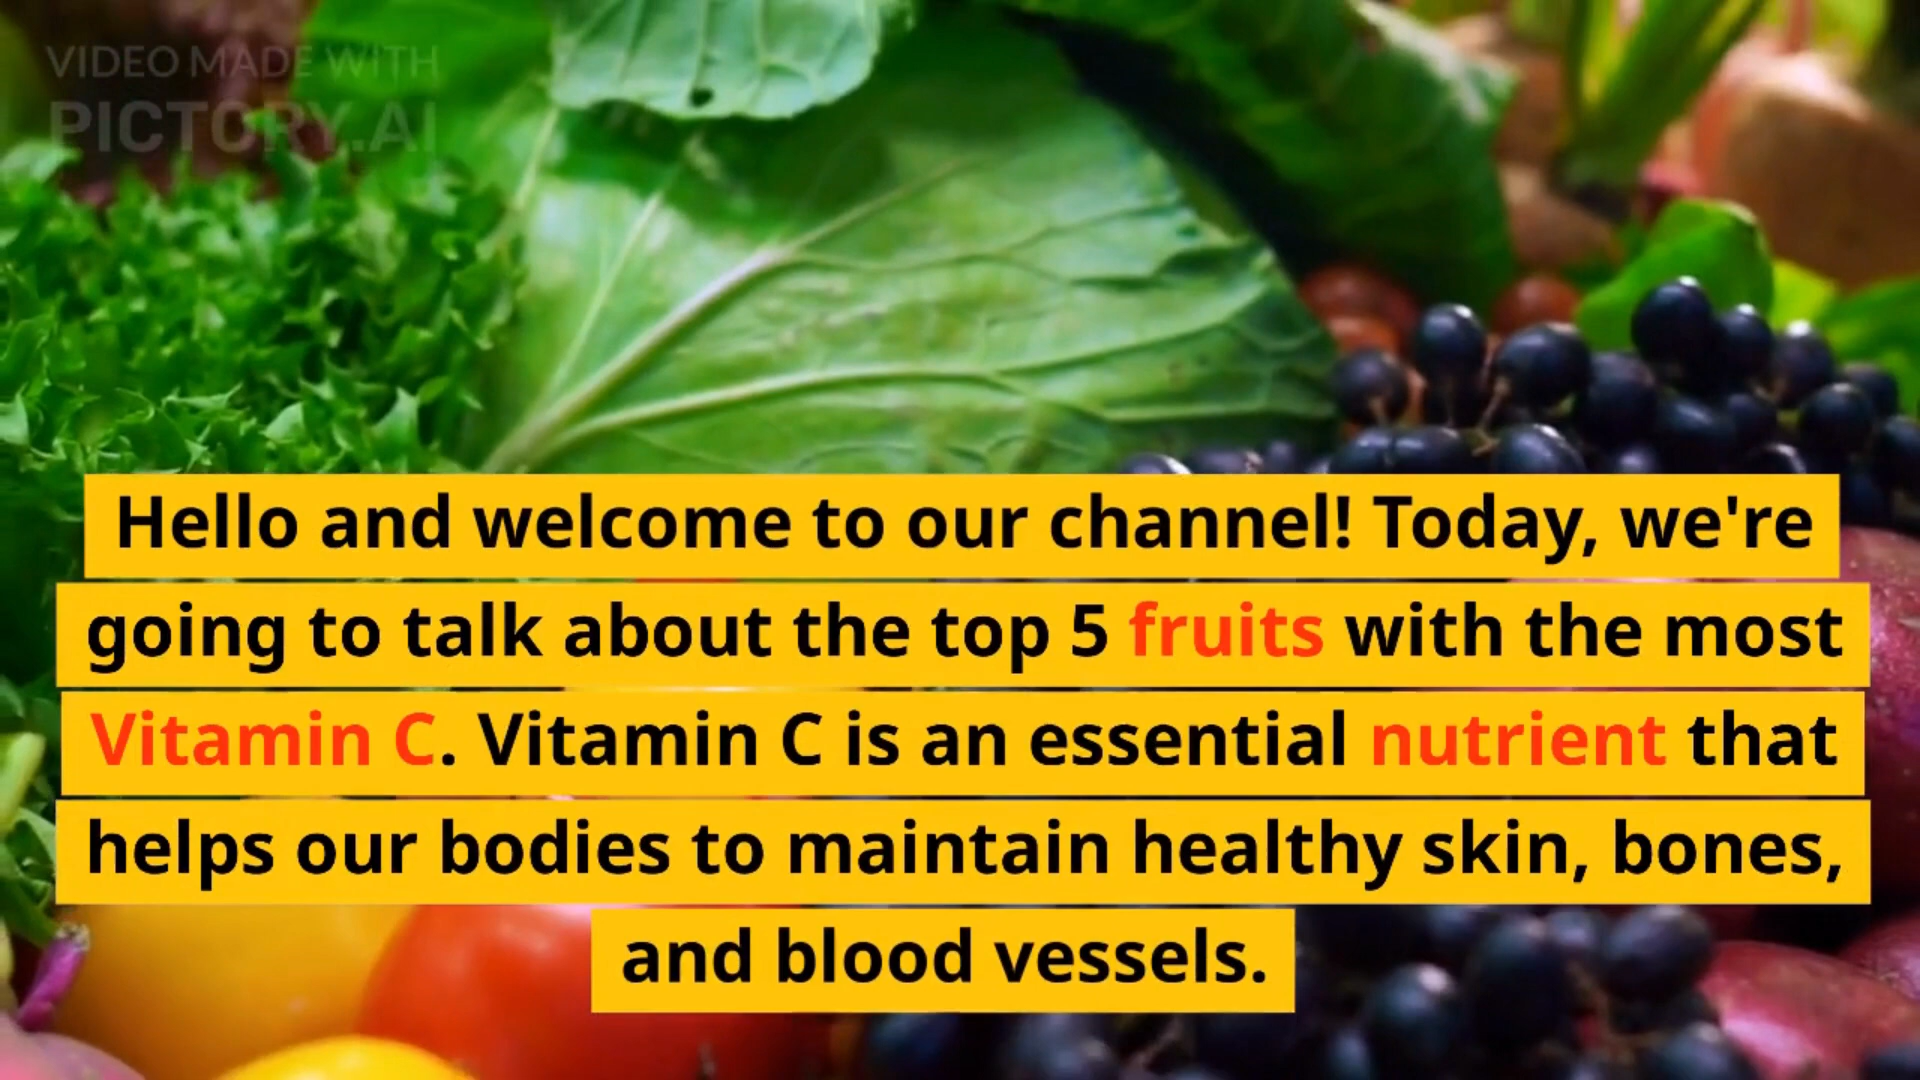 VIDEO MADE WITH
PICTORY.AI
Hello and welcome to our channel! Today, we're
going to talk about the top 5 fruits with the most
Vitamin C. Vitamin C is an essential nutrient that
helps our bodies to maintain healthy skin, bones,
and blood vessels.